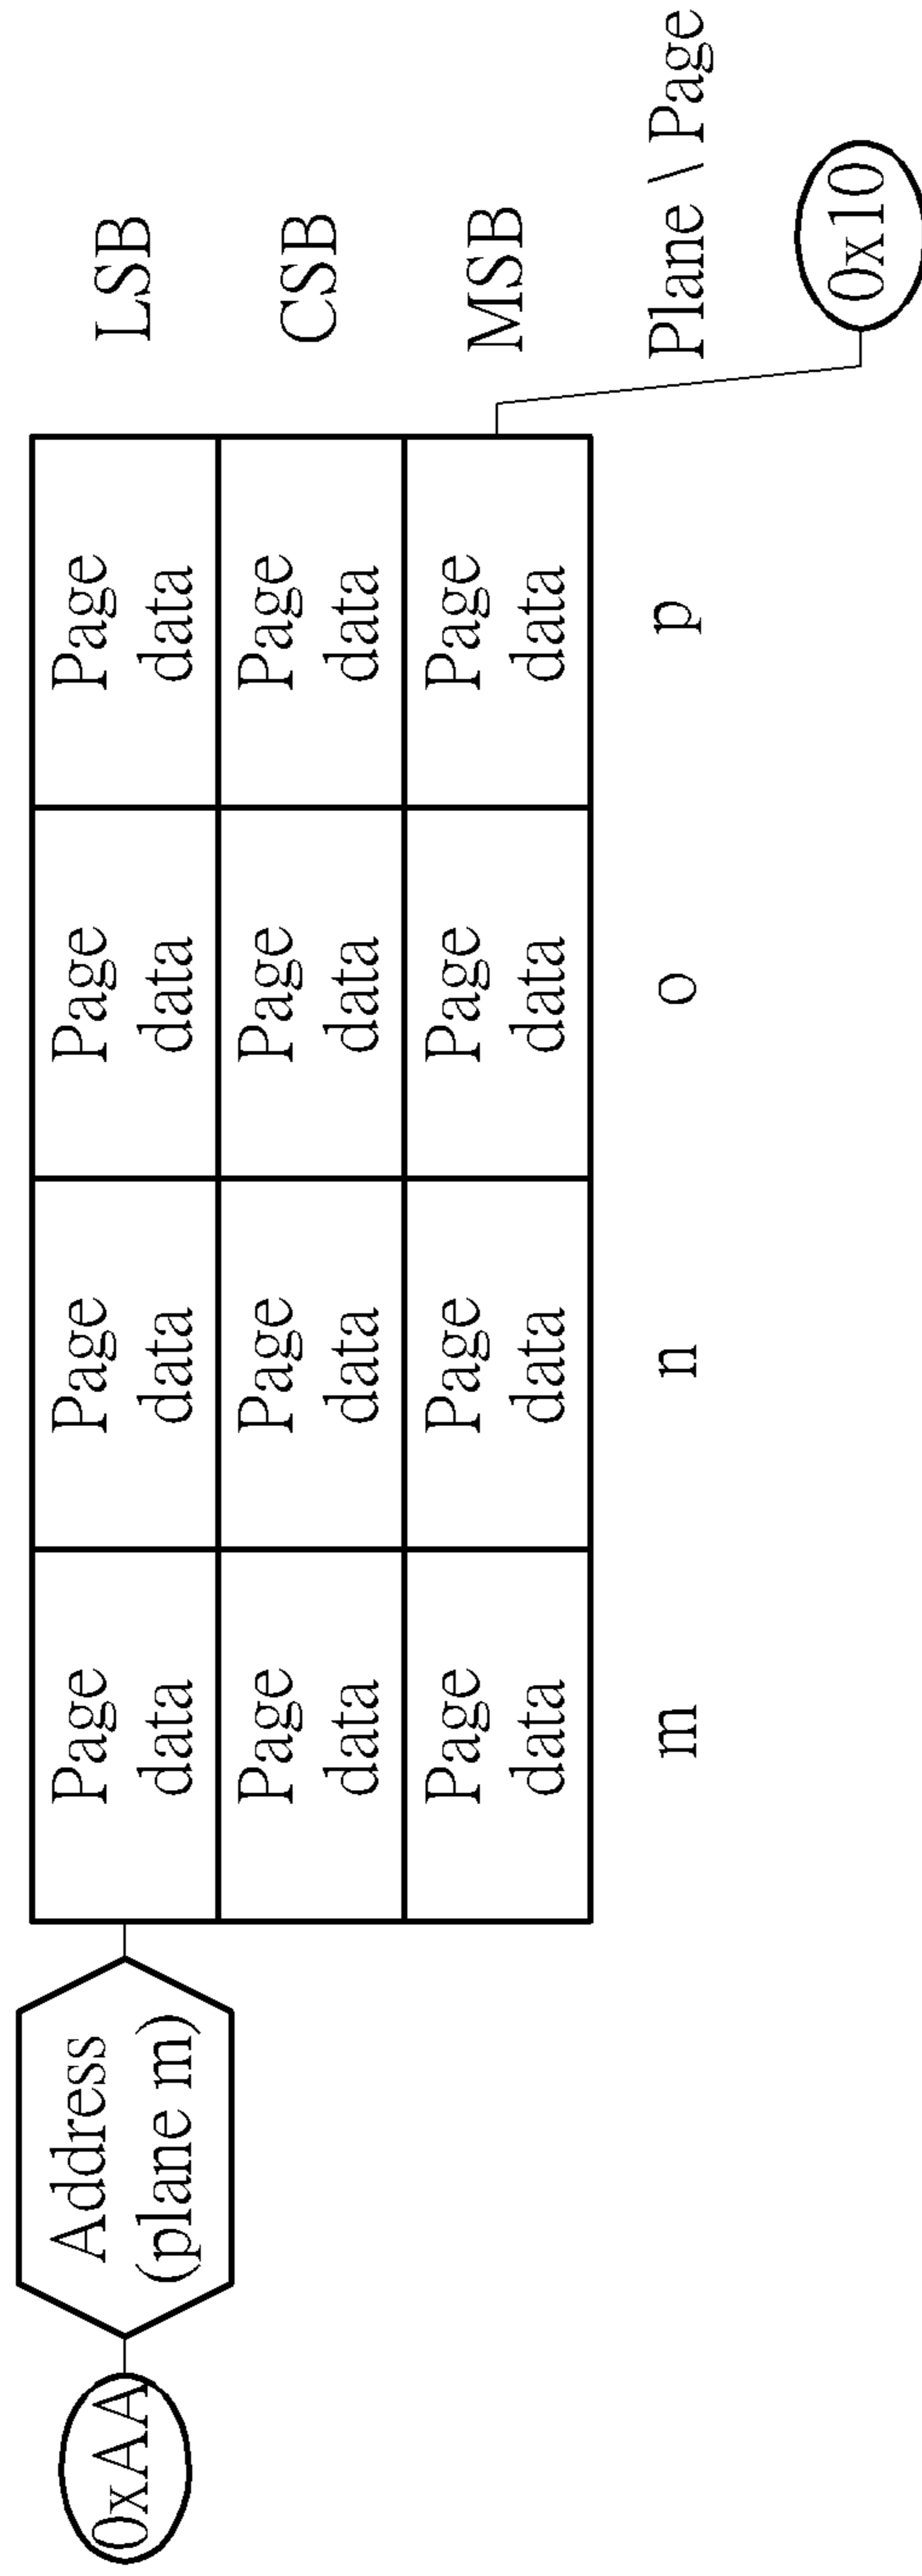 0xAA
Address
(plane m)
Page
data
Page
data
Page
data
Page
data
LSB
Page
data
Page
data
Page
data
Page
data
CSB
Page
data
Page
data
Page
data
Page
data
MSB
m
n
o
p
Plane \ Page
0x10